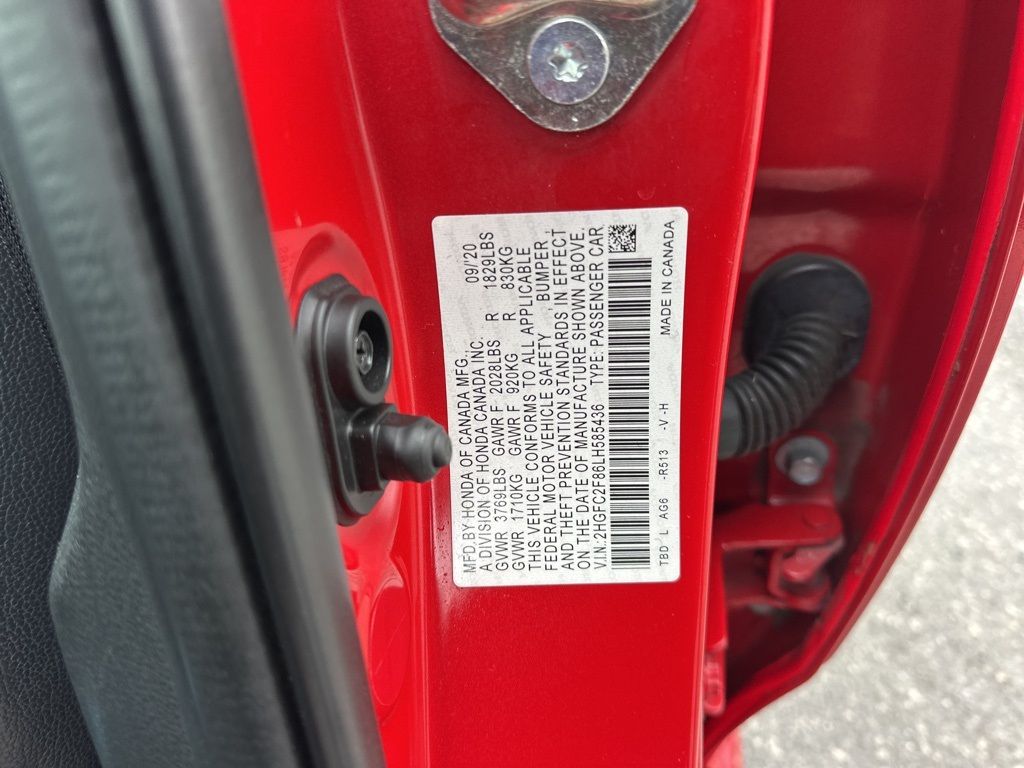 MFD.BY HONDA OF CANADA MFG. 09/'20
A DIVISION OF HONDA CANADA INC.
GVWR 3769LBS GAWR F 2028LBS R 1829LBS
GVWR 1710KG GAWR F 920KG R 830KG
THIS VEHICLE CONFORMS TO ALL APPLICABLE
FEDERAL MOTOR VEHICLE SAFETY , BUMPER ,
AND THEFT PREVENTION STANDARDS IN EFFECT
ON THE DATE OF MANUFACTURE SHOWN ABOVE.
V.I.N.:2HGFC2F86LH585436 TYPE: PASSENGER CAR
TBD L AG6 -R513 -V-H MADE IN CANADA